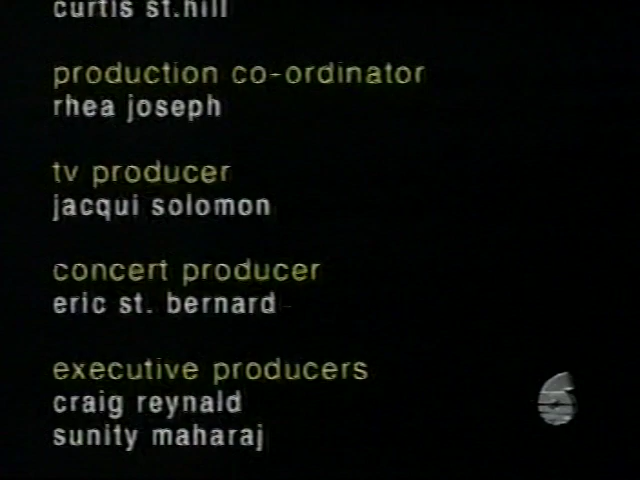 curtis st.hill
production co-ordinator
rhea joseph
tv producer
jacqui solomon
concert producer
eric st. bernard
executive producers
craig reynald
sunity maharaj
6